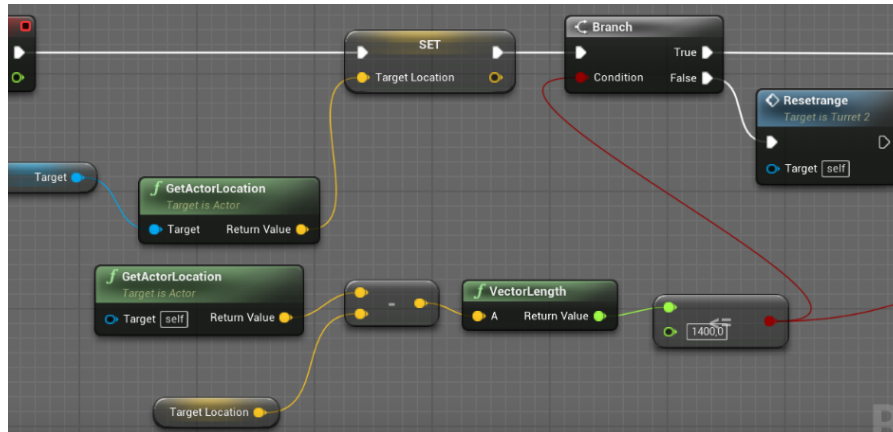 SET
Target Location
Branch
True
Condition
False
Resetrange
Target is Turret 2
Target self
Target
GetActorLocation
Target is Actor
Target Return Value
GetActorLocation
Target is Actor
Target self Return Value
-
VectorLength
A Return Value
<=
1400,0
Target Location